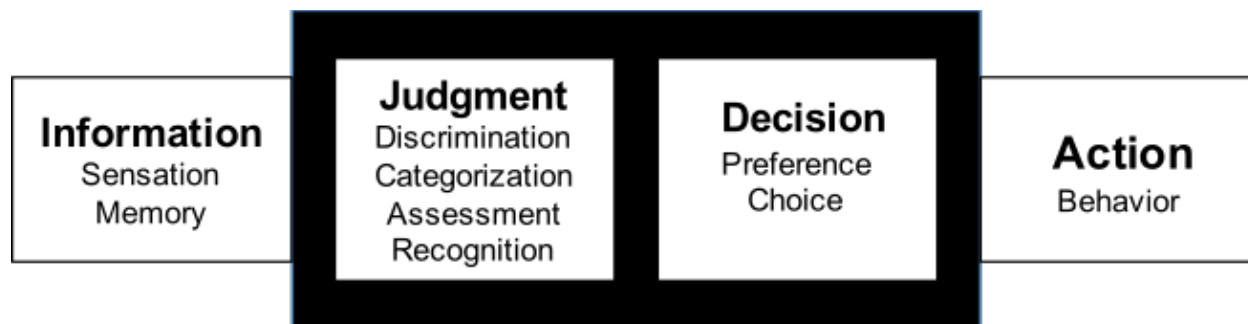 Information
Sensation
Memory
Judgment
Discrimination
Categorization
Assessment
Recognition
Decision
Preference
Choice
Action
Behavior